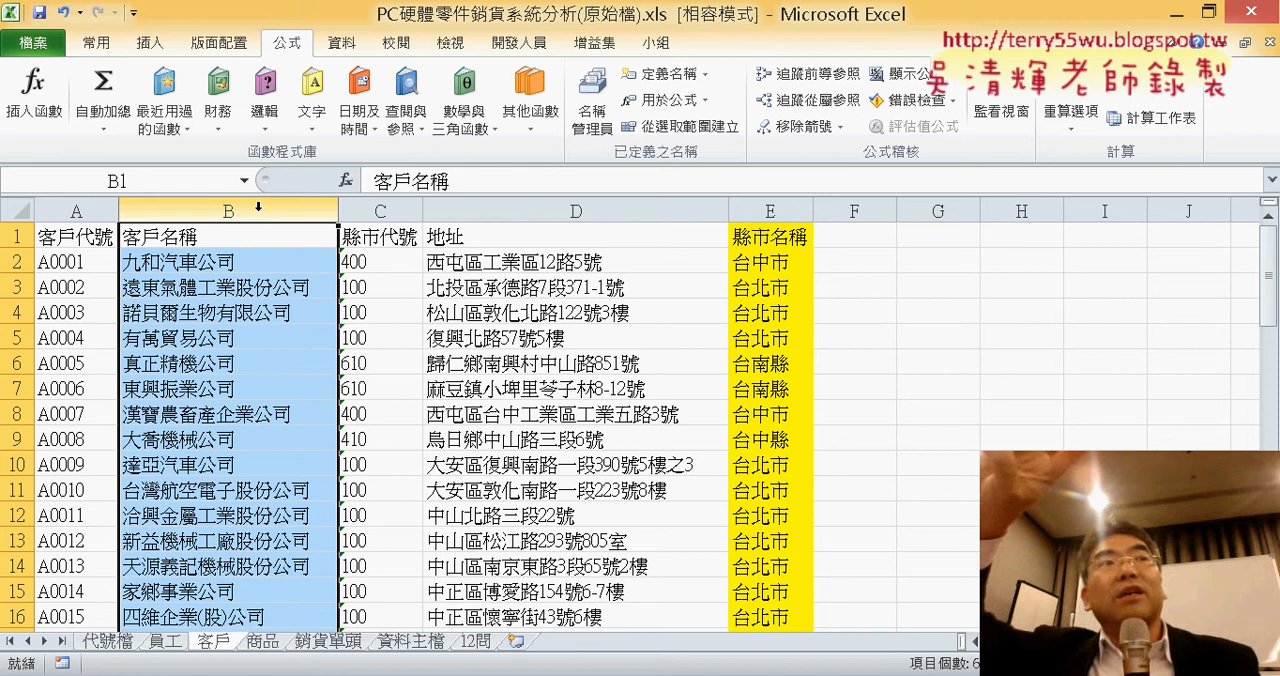 PC硬體零件銷貨系統分析(原始檔).xls [相容模式] - Microsoft Excel
檔案 常用 插入 版面配置 公式 資料 校閱 檢視 開發人員 增益集 小組
http://terry55wu.blogspot.tw
吳清輝老師錄製
fx Σ ? A θ
插入函數 自動加總 最近用過的函數 財務 邏輯 文字 日期及時間 查閱與參照 數學與三角函數 其他函數
函數程式庫
名稱管理員 定義名稱 用於公式 從選取範圍建立
已定義之名稱
追蹤前導參照 追蹤從屬參照 移除箭號 顯示公 錯誤檢查 評估值公式 監看視窗
公式稽核
重算選項 計算工作表
計算
B1 fx 客戶名稱
A B C D E F G H I J
1 客戶代號 客戶名稱 縣市代號 地址 縣市名稱
2 A0001 九和汽車公司 400 西屯區工業區12路5號 台中市
3 A0002 遠東氣體工業股份公司 100 北投區承德路7段371-1號 台北市
4 A0003 諾貝爾生物有限公司 100 松山區敦化北路122號3樓 台北市
5 A0004 有萬貿易公司 100 復興北路57號5樓 台北市
6 A0005 真正精機公司 610 歸仁鄉南興村中山路851號 台南縣
7 A0006 東興振業公司 610 麻豆鎮小埤里苓子林8-12號 台南縣
8 A0007 漢寶農畜產企業公司 400 西屯區台中工業區工業五路3號 台中市
9 A0008 大喬機械公司 410 烏日鄉中山路三段6號 台中縣
10 A0009 達亞汽車公司 100 大安區復興南路一段390號5樓之3 台北市
11 A0010 台灣航空電子股份公司 100 大安區敦化南路一段223號8樓 台北市
12 A0011 洽興金屬工業股份公司 100 中山北路三段22號 台北市
13 A0012 新益機械工廠股份公司 100 中山區松江路293號805室 台北市
14 A0013 天源義記機械股份公司 100 中山區南京東路3段65號2樓 台北市
15 A0014 家鄉事業公司 100 中正區博愛路154號6-7樓 台北市
16 A0015 四維企業(股)公司 100 中正區懷寧街43號6樓 台北市
代號檔 員工 客戶 商品 銷貨單頭 資料主檔 12問
就緒 項目個數: 6